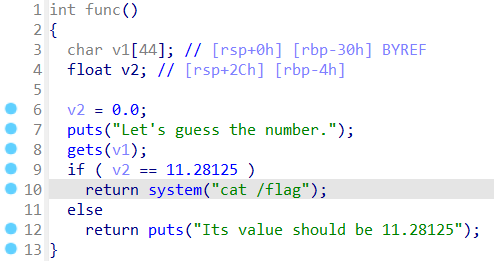 1 int func()
2 {
3 char v1[44]; // [rsp+0h] [rbp-30h] BYREF
4 float v2; // [rsp+2Ch] [rbp-4h]
5
6 v2 = 0.0;
7 puts("Let's guess the number.");
8 gets(v1);
9 if ( v2 == 11.28125 )
10 return system("cat /flag");
11 else
12 return puts("Its value should be 11.28125");
13 }